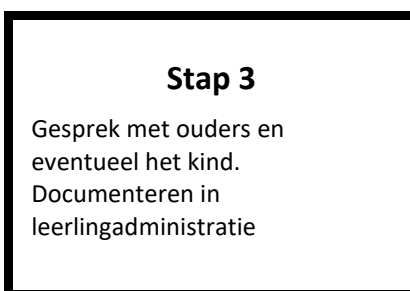 Stap 3
Gesprek met ouders en
eventueel het kind.
Documenteren in
leerlingadministratie